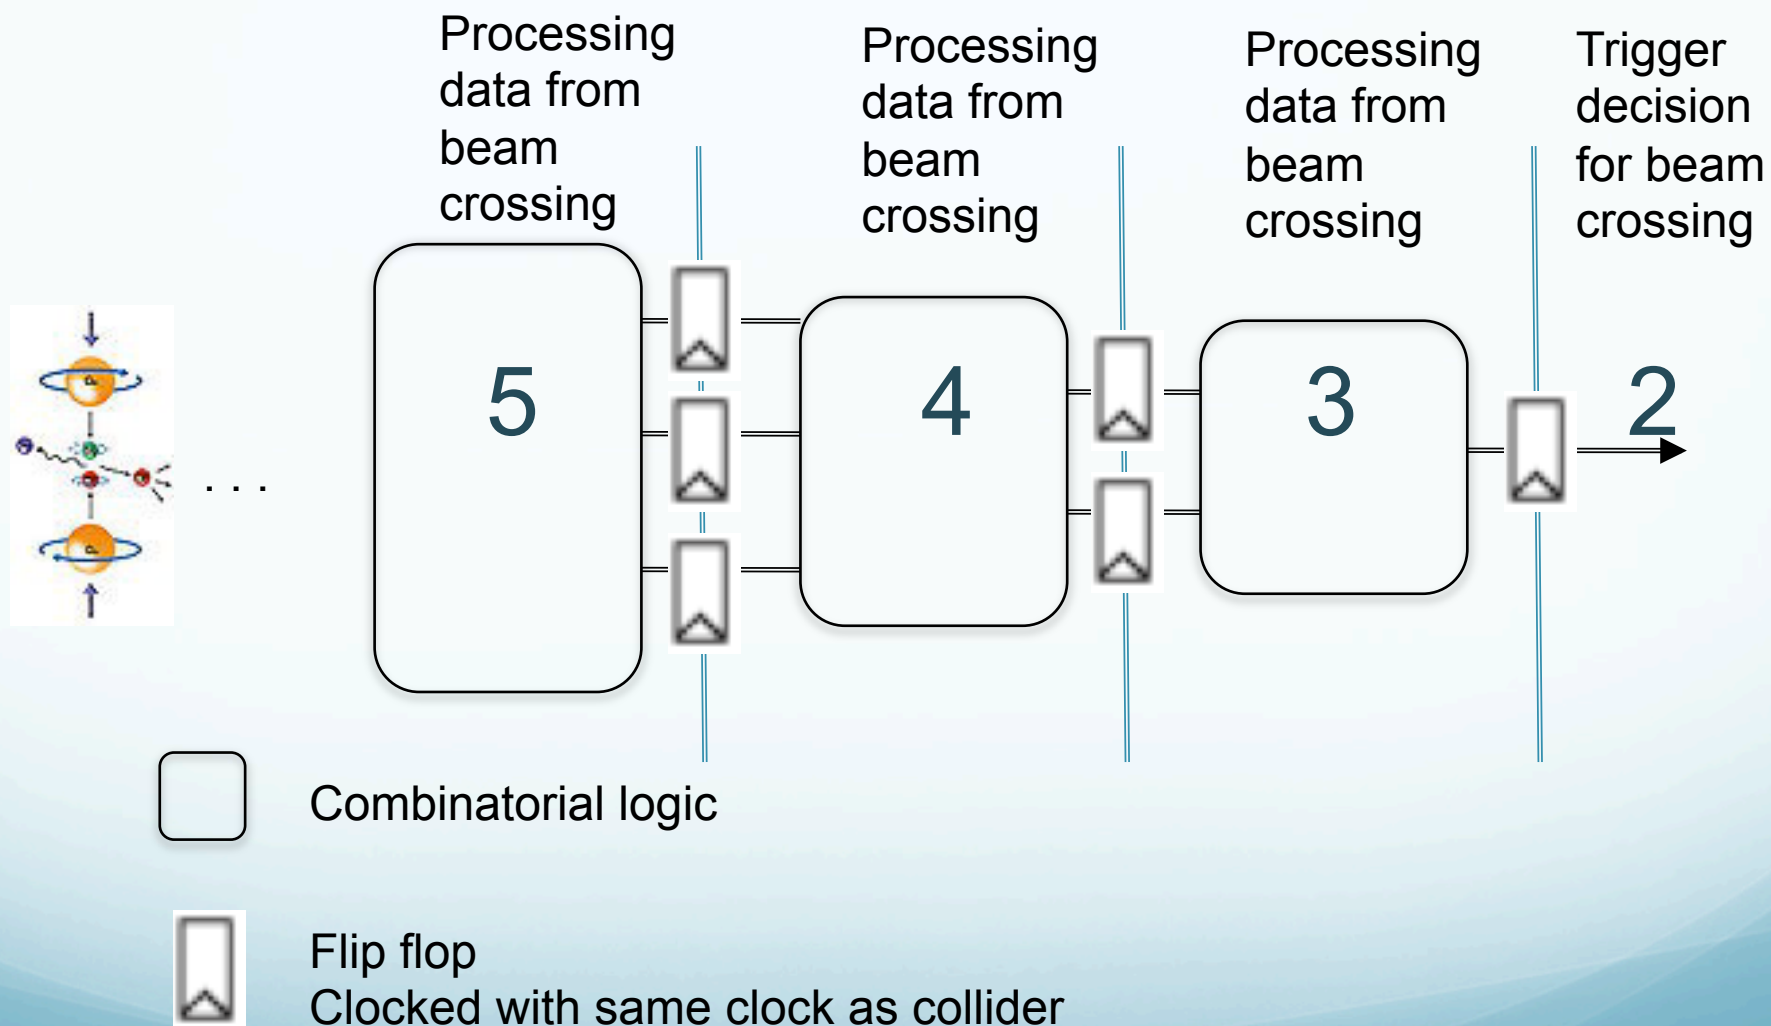 Processing
data from
beam
crossing
Processing
data from
beam
crossing
Processing
data from
beam
crossing
Trigger
decision
for beam
crossing
5
4
3
2
. . .
Combinatorial logic
Flip flop
Clocked with same clock as collider